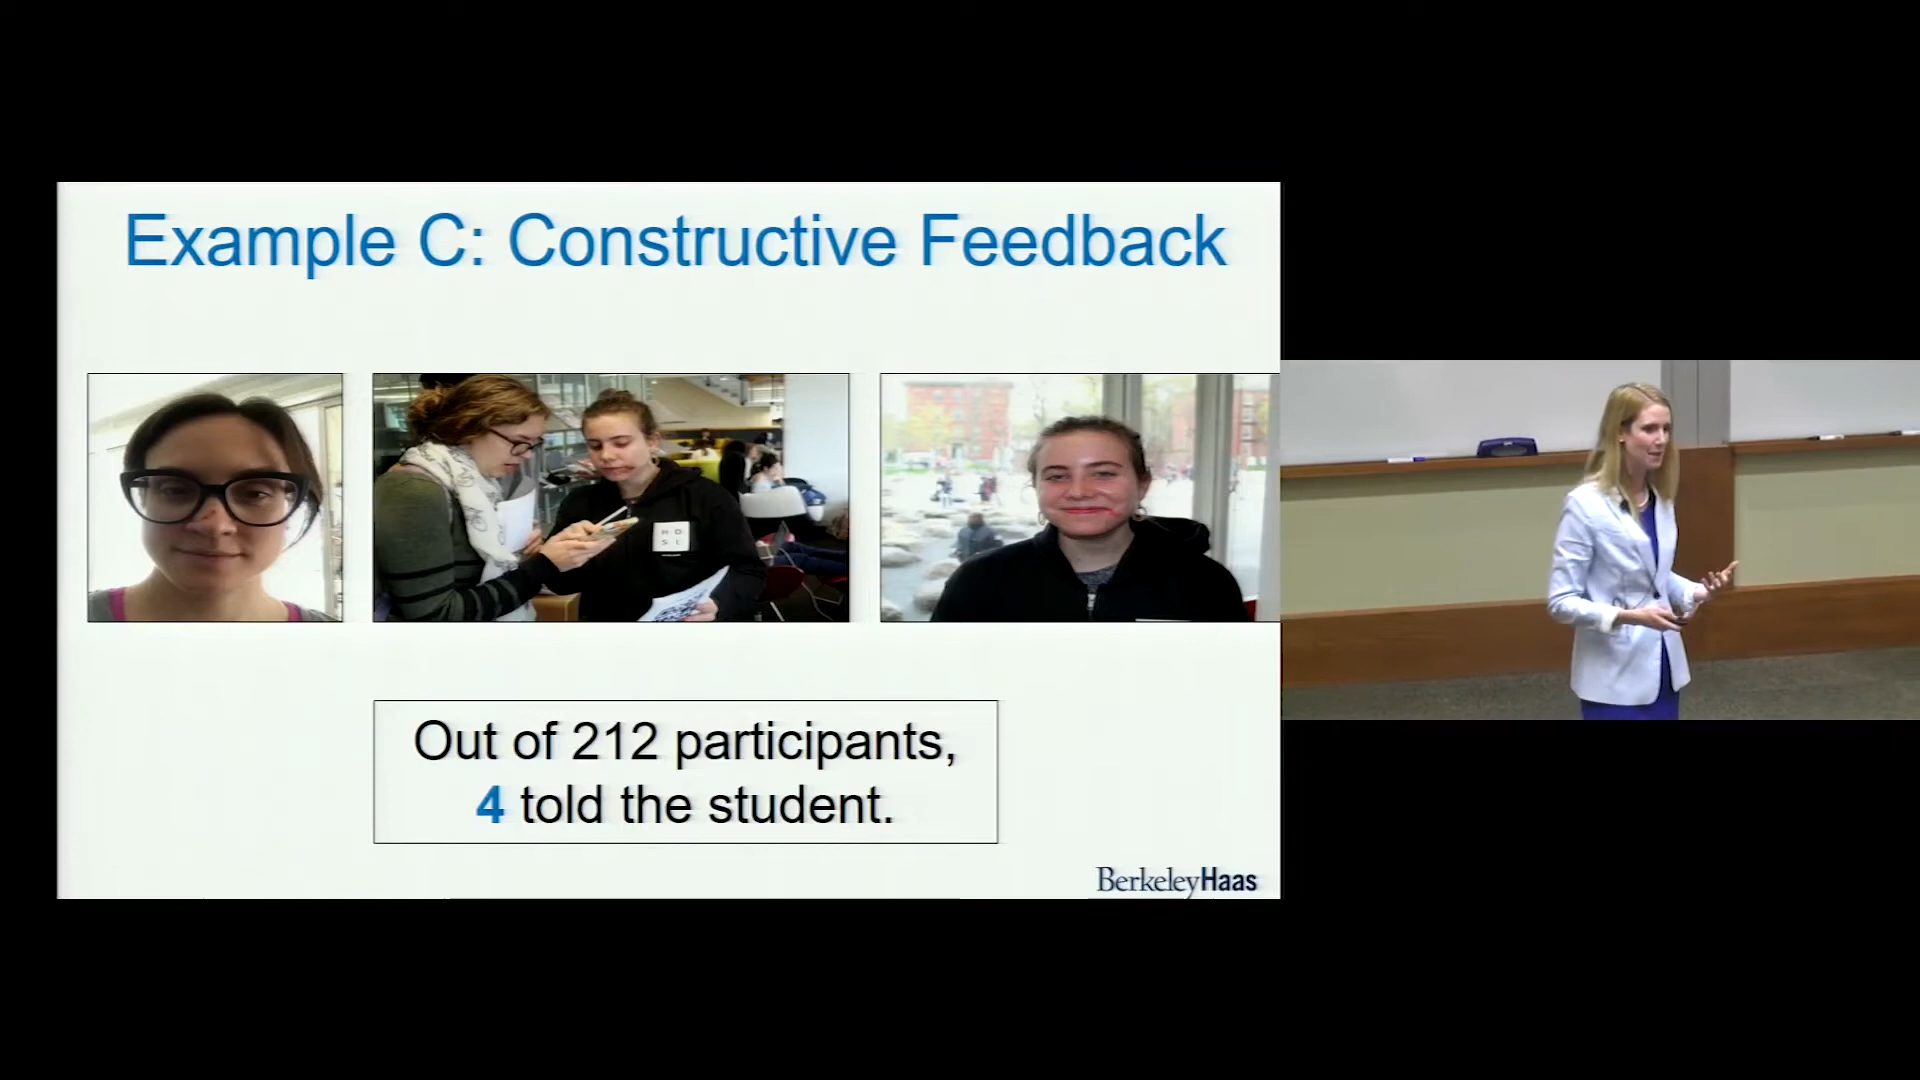 Example C: Constructive Feedback
H D
S L
Out of 212 participants,
4 told the student.
BerkeleyHaas